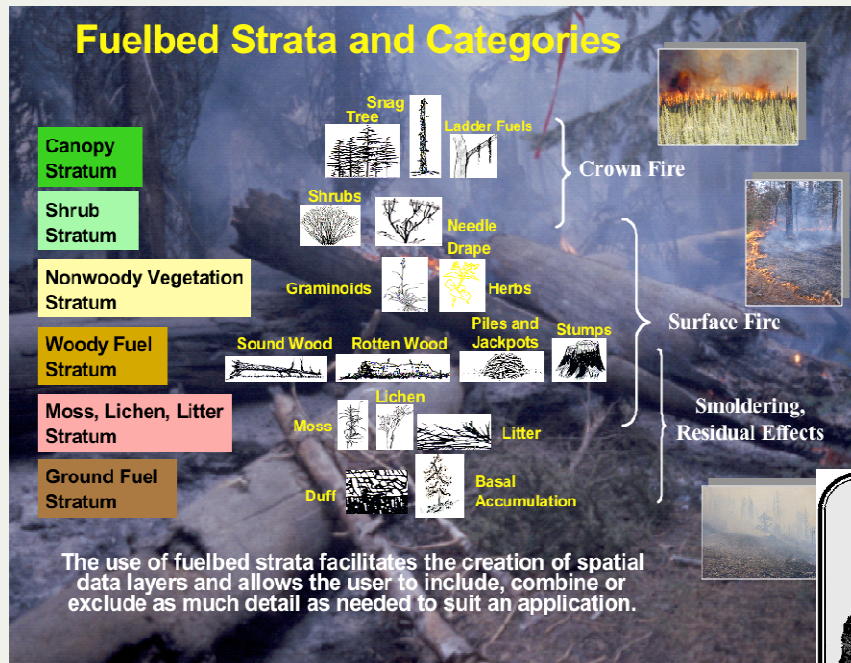 Fuelbed Strata and Categories
Canopy
Stratum
Snag
Tree
Ladder Fuels
Crown Fire
Shrub
Stratum
Shrubs
Needle
Drape
Nonwoody Vegetation
Stratum
Graminoids
Herbs
Surface Fire
Woody Fuel
Stratum
Sound Wood
Rotten Wood
Piles and
Jackpots
Stumps
Moss, Lichen, Litter
Stratum
Moss
Lichen
Litter
Smoldering,
Residual Effects
Ground Fuel
Stratum
Duff
Basal
Accumulation
The use of fuelbed strata facilitates the creation of spatial
data layers and allows the user to include, combine or
exclude as much detail as needed to suit an application.